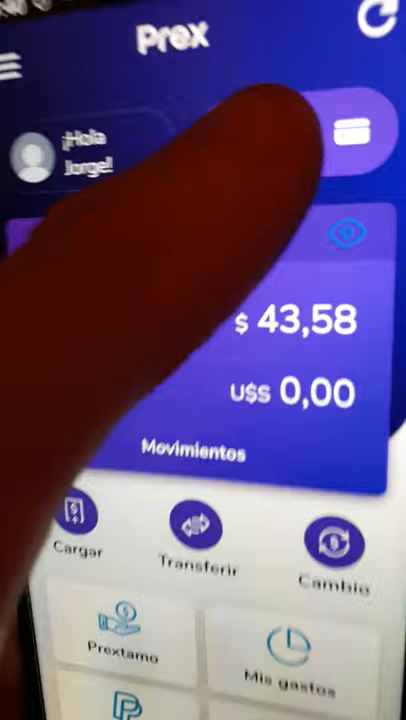 Prex
¡Hola
Jorge!
$ 43,58
U$S 0,00
Movimientos
Cargar
Transferir
Cambio
Prextamo
Mis gastos